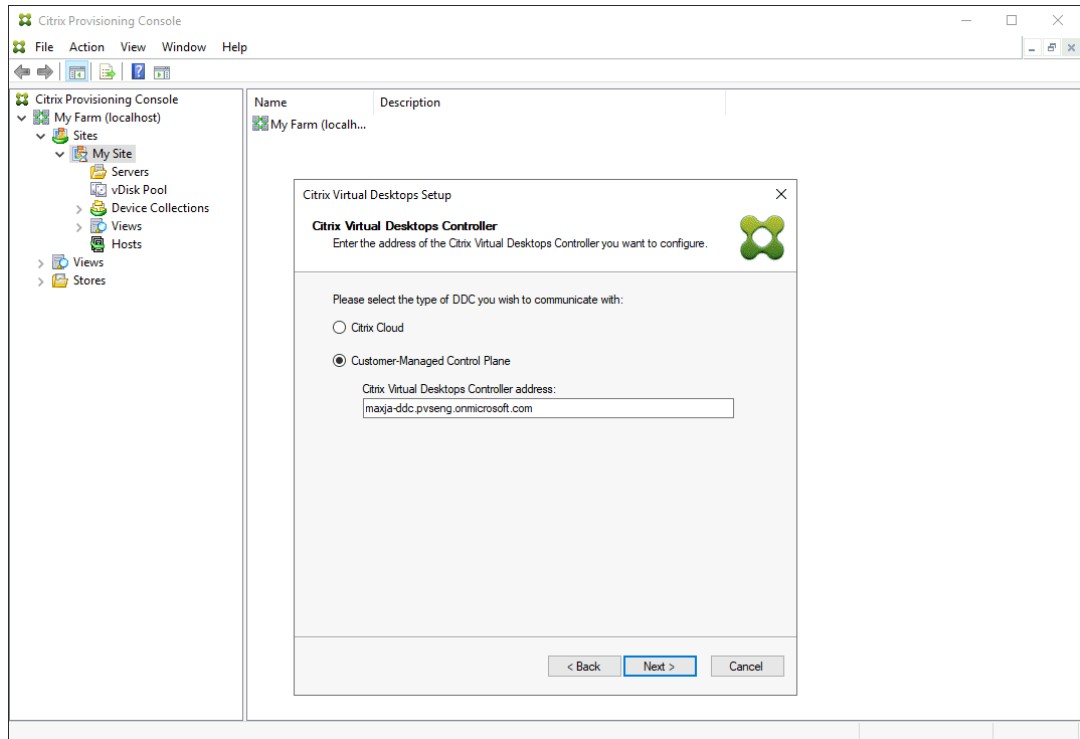 Citrix Provisioning Console
File Action View Window Help
Citrix Provisioning Console
My Farm (localhost)
Sites
My Site
Servers
vDisk Pool
Device Collections
Views
Hosts
Views
Stores
Name Description
My Farm (localh...
Citrix Virtual Desktops Setup
Citrix Virtual Desktops Controller
Enter the address of the Citrix Virtual Desktops Controller you want to configure.
Please select the type of DDC you wish to communicate with:
Citrix Cloud
Customer-Managed Control Plane
Citrix Virtual Desktops Controller address:
maxja-ddc.pvseng.onmicrosoft.com
< Back Next > Cancel